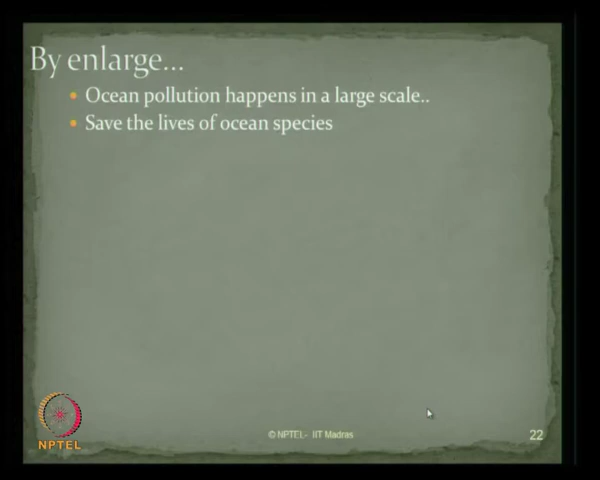 By enlarge...
Ocean pollution happens in a large scale..
Save the lives of ocean species
NPTEL
© NPTEL - IIT Madras
22